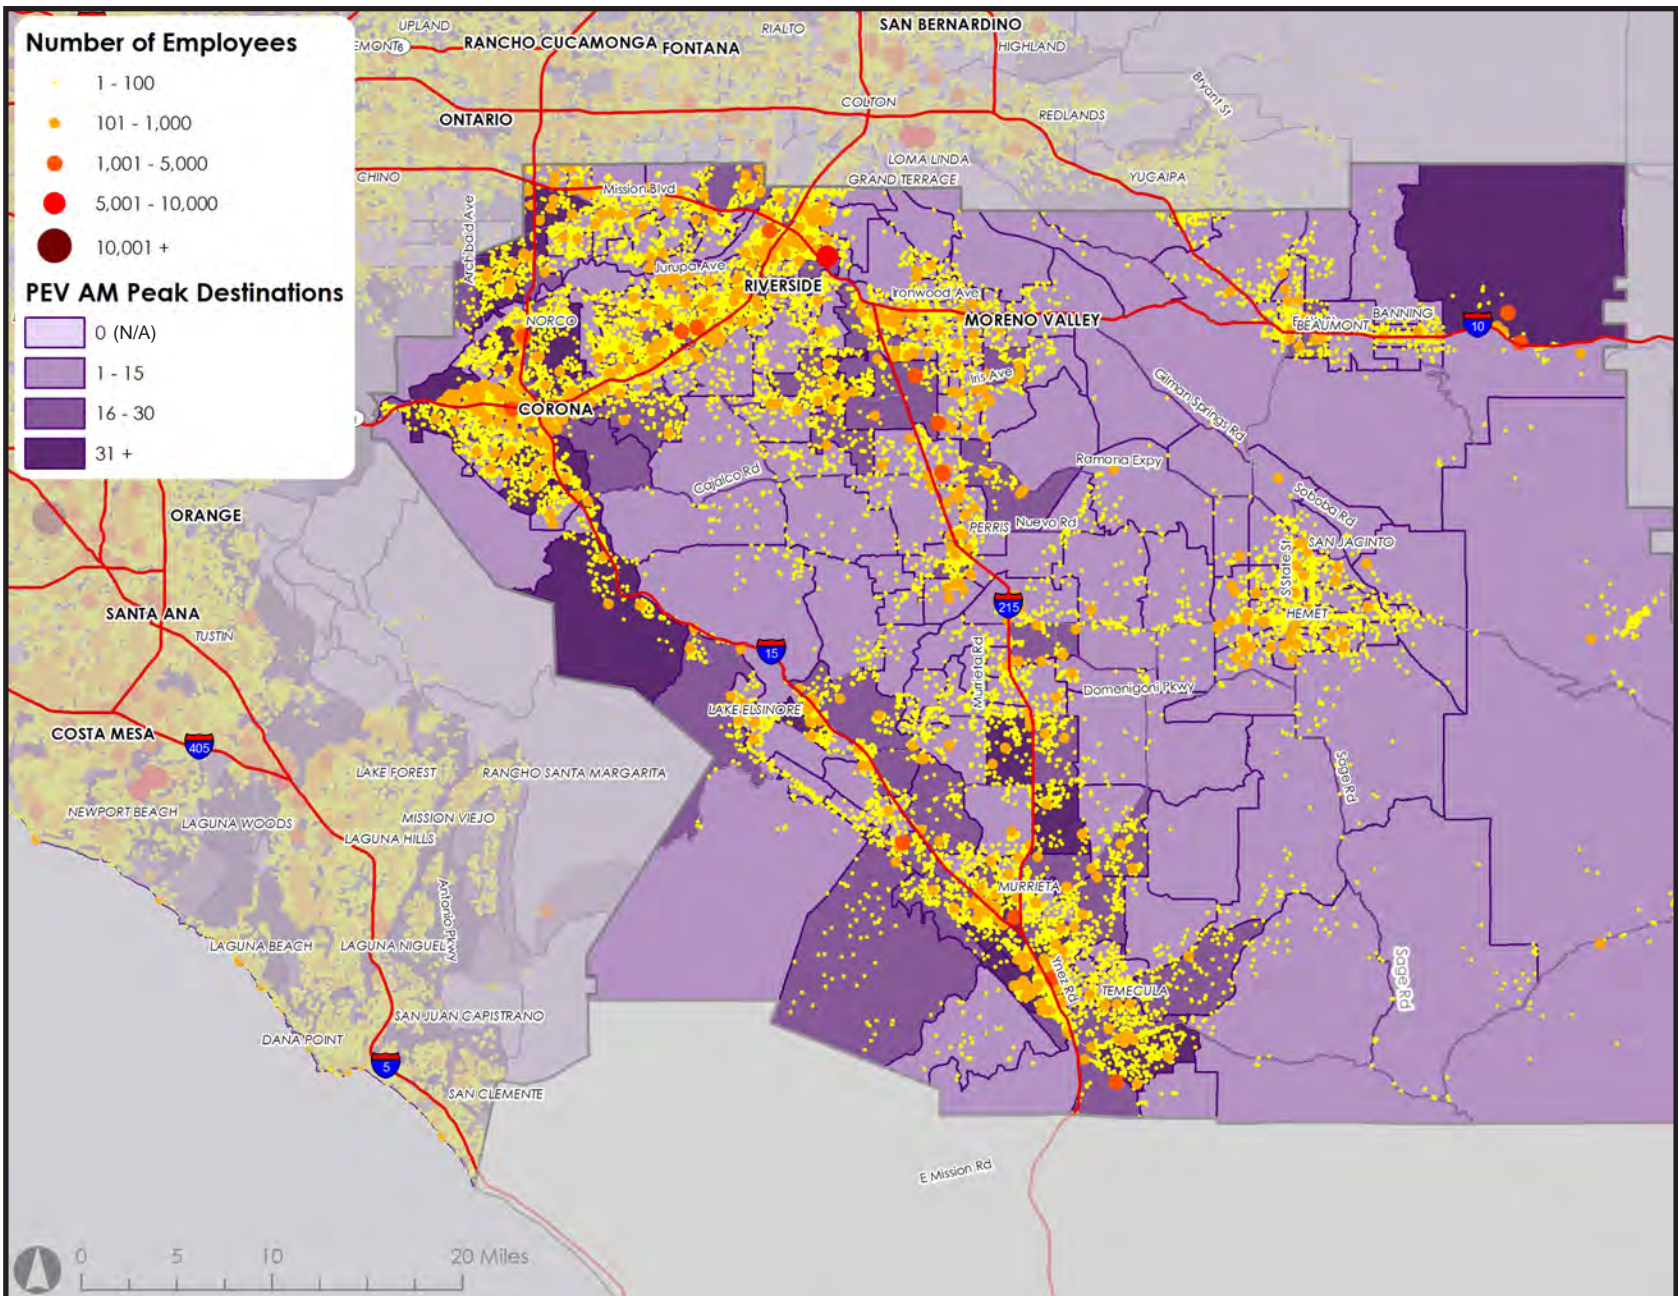 Number of Employees
1 - 100
101 - 1,000
1,001 - 5,000
5,001 - 10,000
10,001 +
PEV AM Peak Destinations
0 (N/A)
1 - 15
16 - 30
31 +
UPLAND
RIALTO
SAN BERNARDINO
RANCHO CUCAMONGA
FONTANA
HIGHLAND
Bryant St
COLTON
ONTARIO
REDLANDS
LOMA LINDA
CHINO
GRAND TERRACE
YUCAIPA
Mission Blvd
Archibald Ave
Jurupa Ave
RIVERSIDE
Ironwood Ave
NORCO
MORENO VALLEY
BANNING
BEAUMONT
10
Iris Ave
Gilman Springs Rd
CORONA
Cajalco Rd
Ramona Expy
Soboba Rd
ORANGE
PERRIS
Nuevo Rd
SAN JACINTO
S State St
SANTA ANA
TUSTIN
215
HEMET
15
Murrieta Rd
Domenigoni Pkwy
LAKE ELSINORE
COSTA MESA
405
LAKE FOREST
RANCHO SANTA MARGARITA
Sage Rd
NEWPORT BEACH
LAGUNA WOODS
MISSION VIEJO
LAGUNA HILLS
MURRIETA
Antonio Pkwy
LAGUNA BEACH
LAGUNA NIGUEL
Ynez Rd
TEMECULA
Sage Rd
SAN JUAN CAPISTRANO
DANA POINT
5
SAN CLEMENTE
E Mission Rd
0 5 10 20 Miles